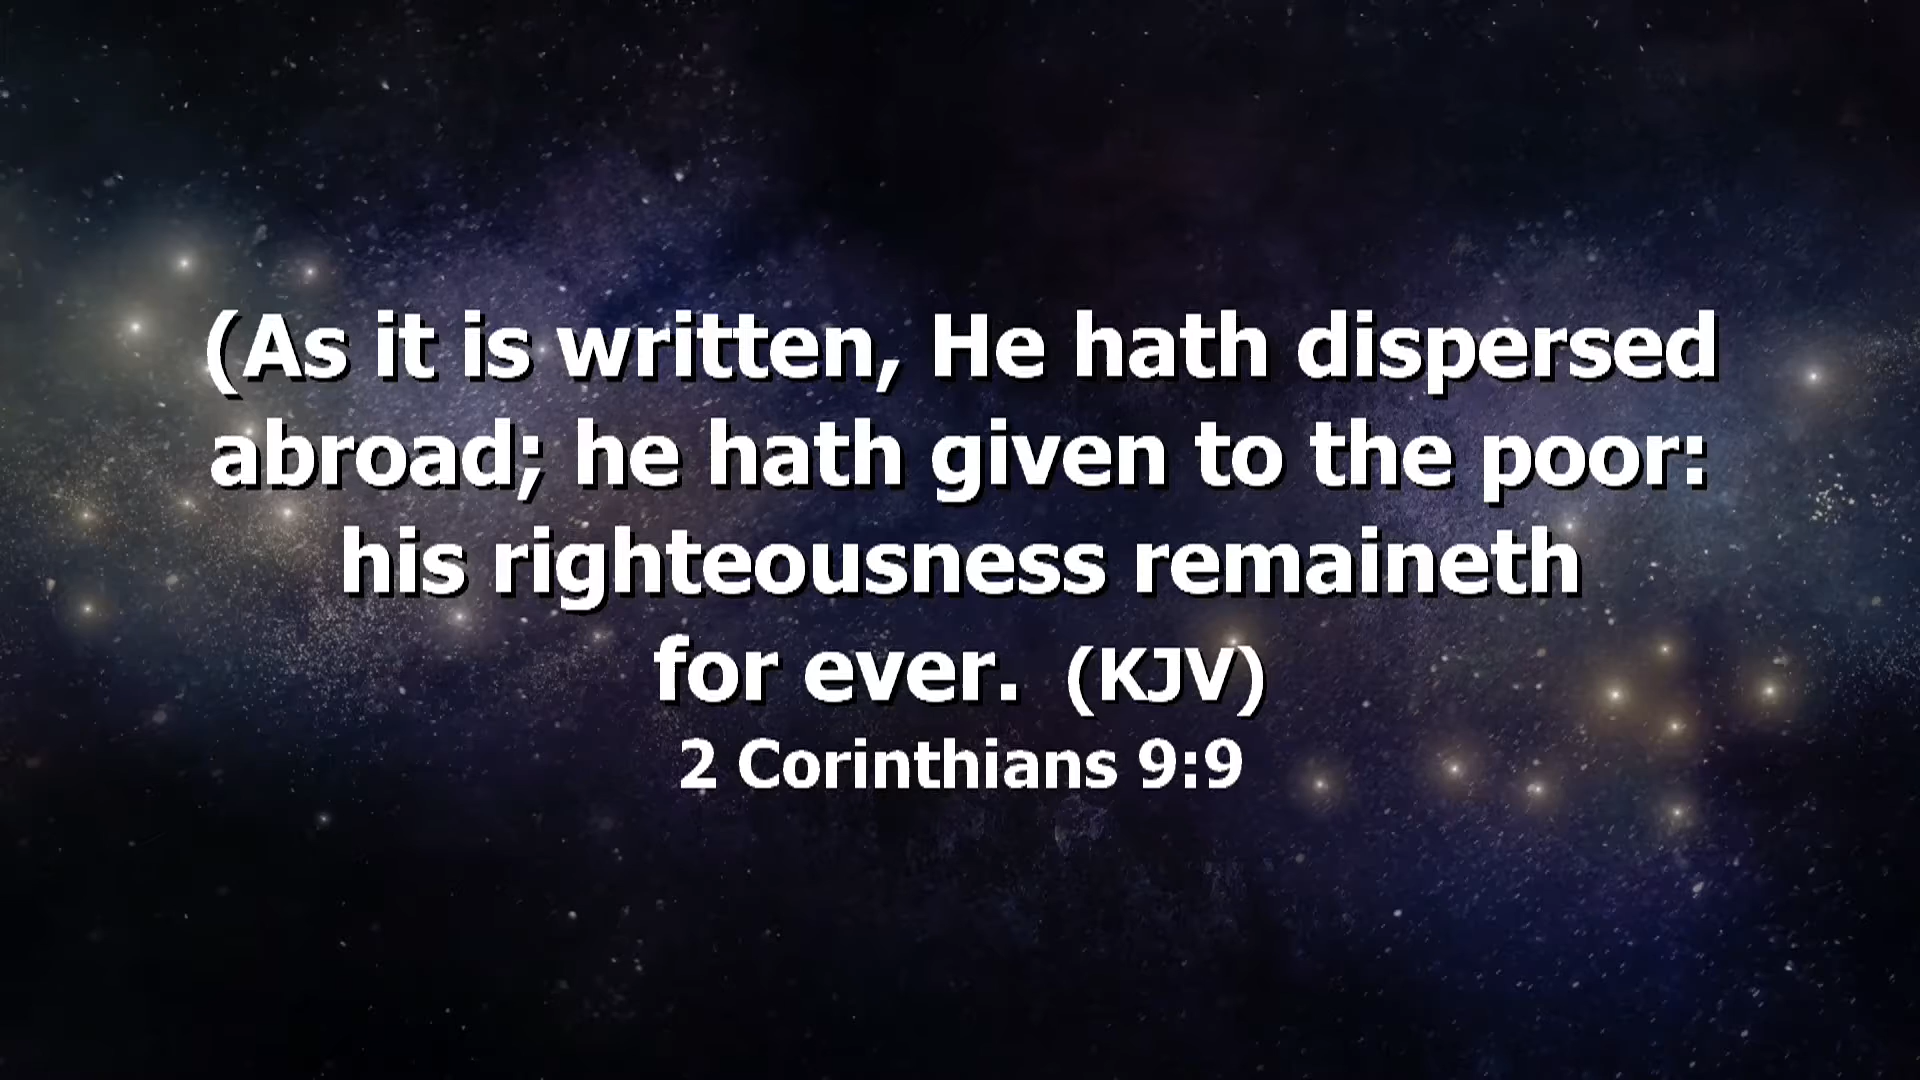 (As it is written, He hath dispersed
abroad; he hath given to the poor:
his righteousness remaineth
for ever. (KJV)
2 Corinthians 9:9